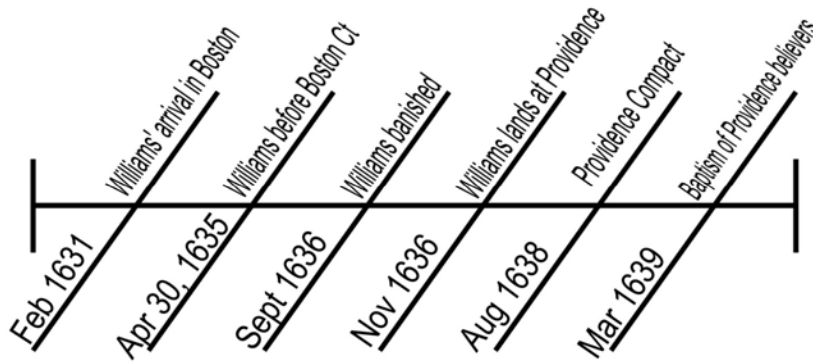 Williams' arrival in Boston
Feb 1631
Williams before Boston Ct
Apr 30, 1635
Williams banished
Sept 1636
Williams lands at Providence
Nov 1636
Providence Compact
Aug 1638
Baptism of Providence believers
Mar 1639